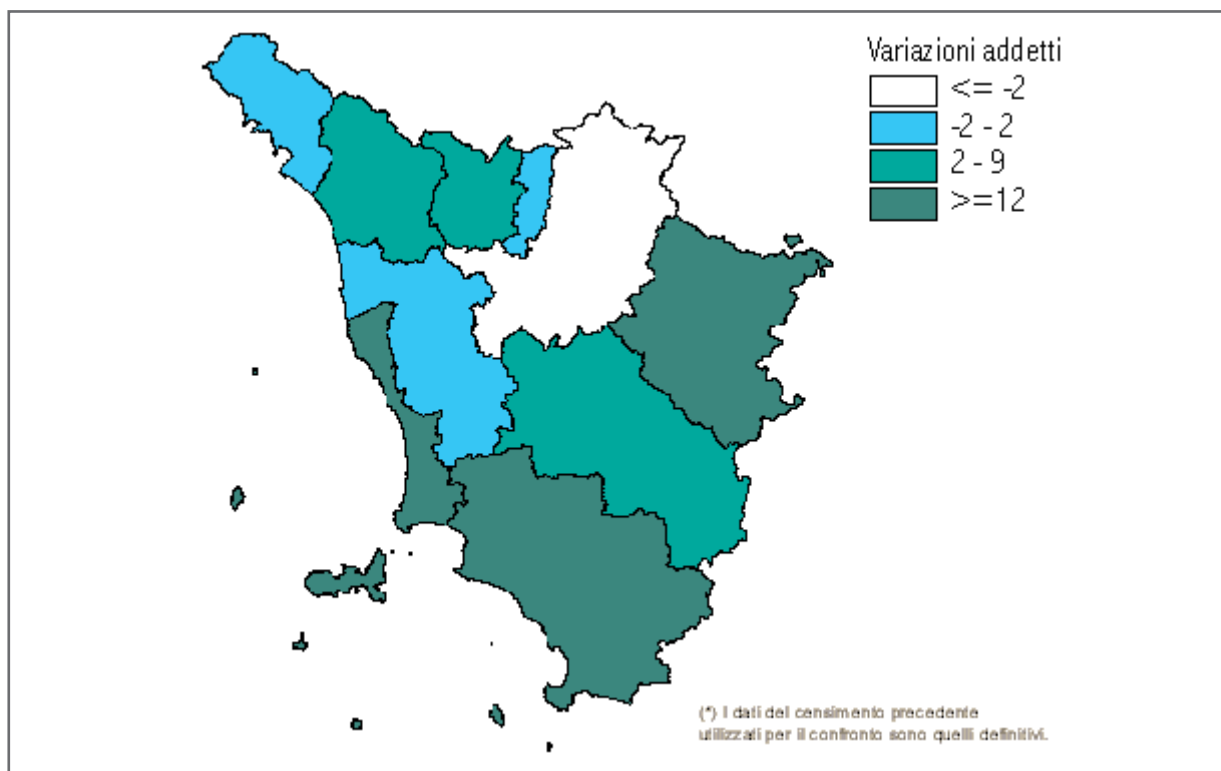 Variazioni addetti
<= -2
-2 - 2
2 - 9
>=12
(*) I dati del censimento precedente
utilizzati per il confronto sono quelli definitivi.